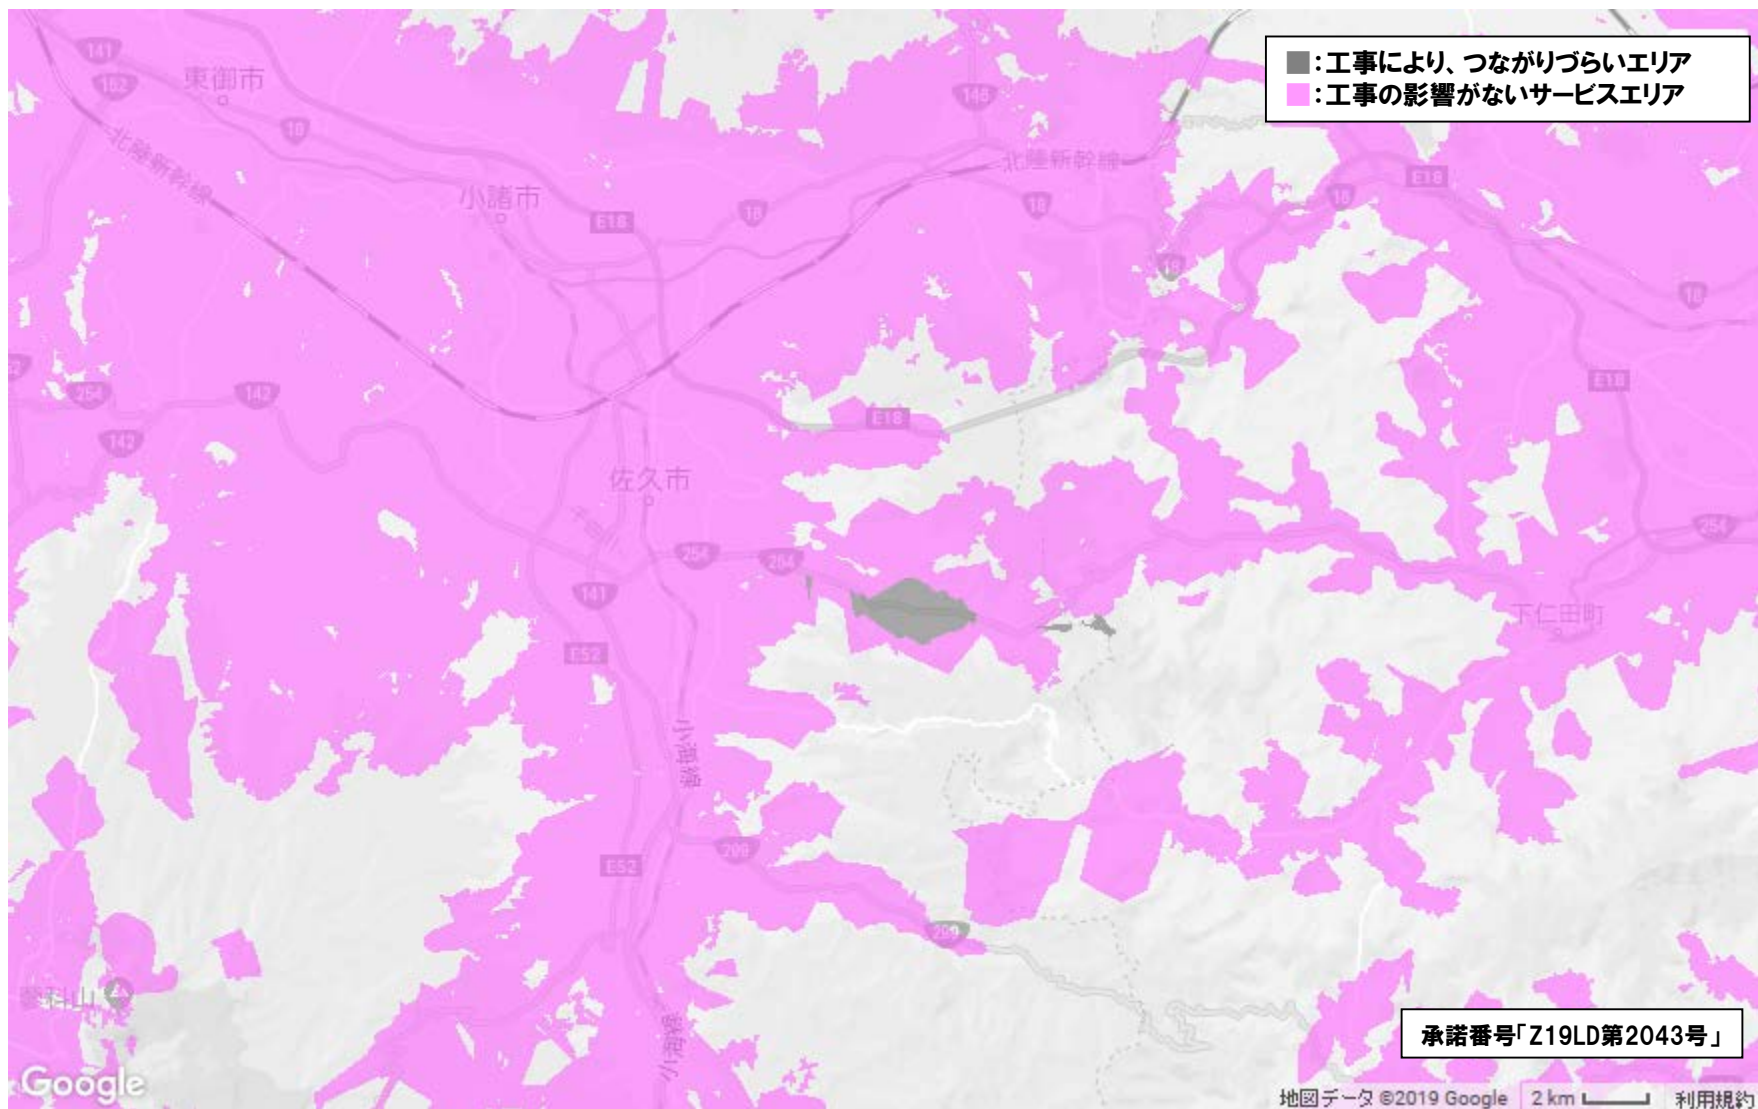 ■:工事により、つながりづらいエリア
■:工事の影響がないサービスエリア
141
東御市
152
18
146
北陸新幹線
北陸新幹線
小諸市
E18
18
18
18
E18
18
18
254
142
142
E18
E18
佐久市
254
254
254
141
E52
下仁田町
小海線
E52
299
299
蓼科山
承諾番号「Z19LD第2043号」
Google
地図データ ©2019 Google
2 km
利用規約